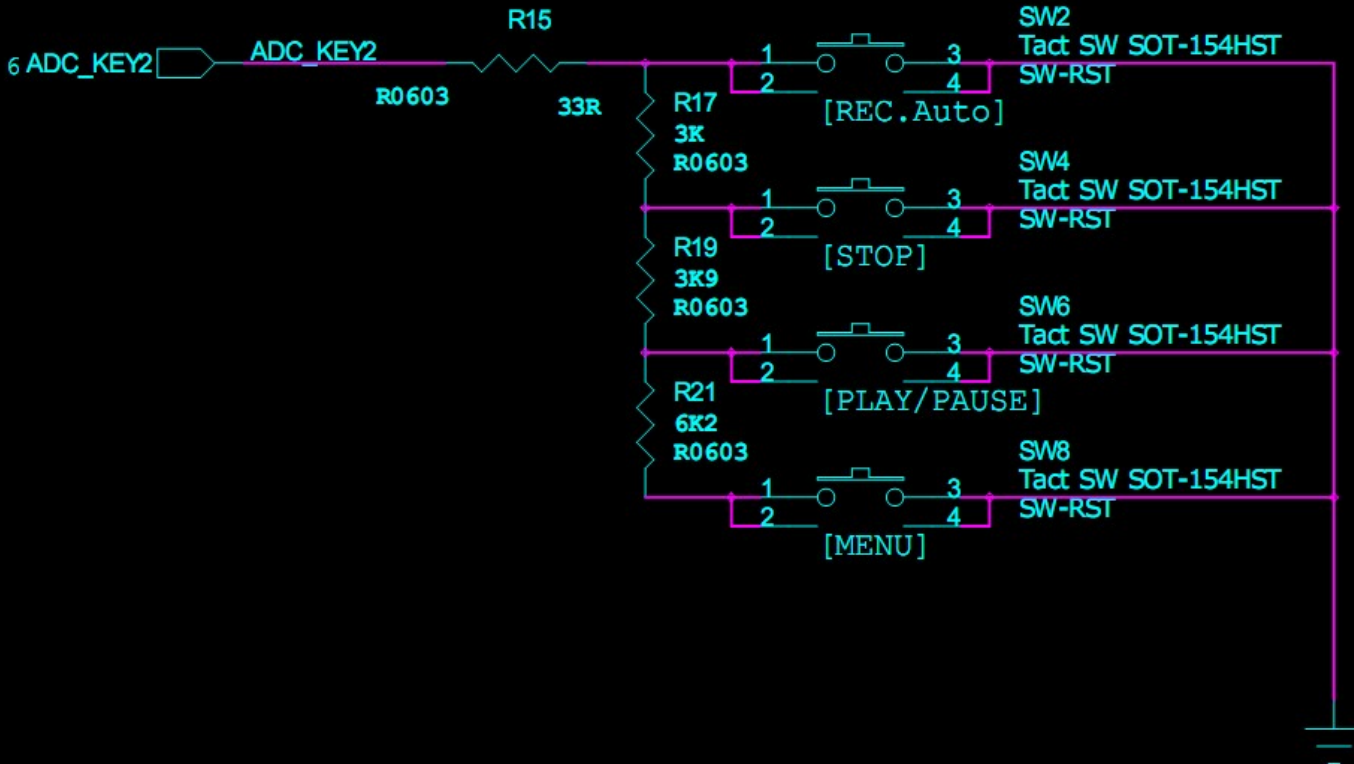 R15
6 ADC_KEY2
ADC_KEY2
R0603
33R
1
2
3
4
SW2
Tact SW SOT-154HST
SW-RST
[REC.Auto]
R17
3K
R0603
1
2
3
4
SW4
Tact SW SOT-154HST
SW-RST
[STOP]
R19
3K9
R0603
1
2
3
4
SW6
Tact SW SOT-154HST
SW-RST
[PLAY/PAUSE]
R21
6K2
R0603
1
2
3
4
SW8
Tact SW SOT-154HST
SW-RST
[MENU]